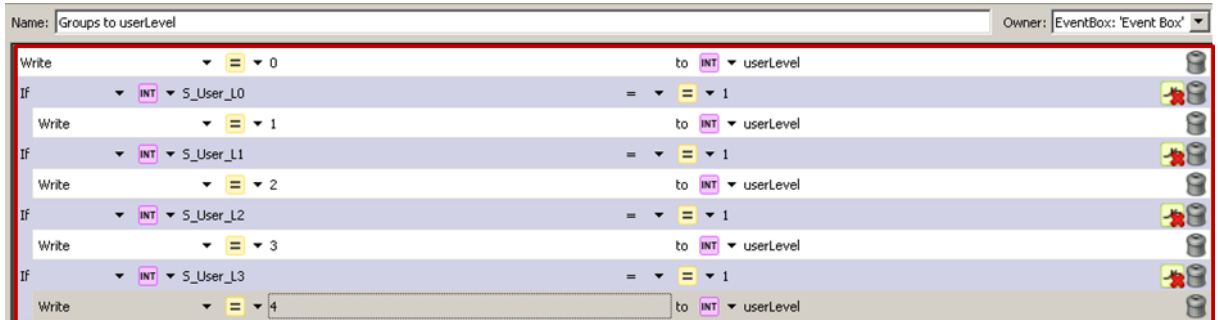 Name: Groups to userLevel Owner: EventBox: 'Event Box'
Write = 0 to INT userLevel
If INT S_User_L0 = = 1
Write = 1 to INT userLevel
If INT S_User_L1 = = 1
Write = 2 to INT userLevel
If INT S_User_L2 = = 1
Write = 3 to INT userLevel
If INT S_User_L3 = = 1
Write = 4 to INT userLevel